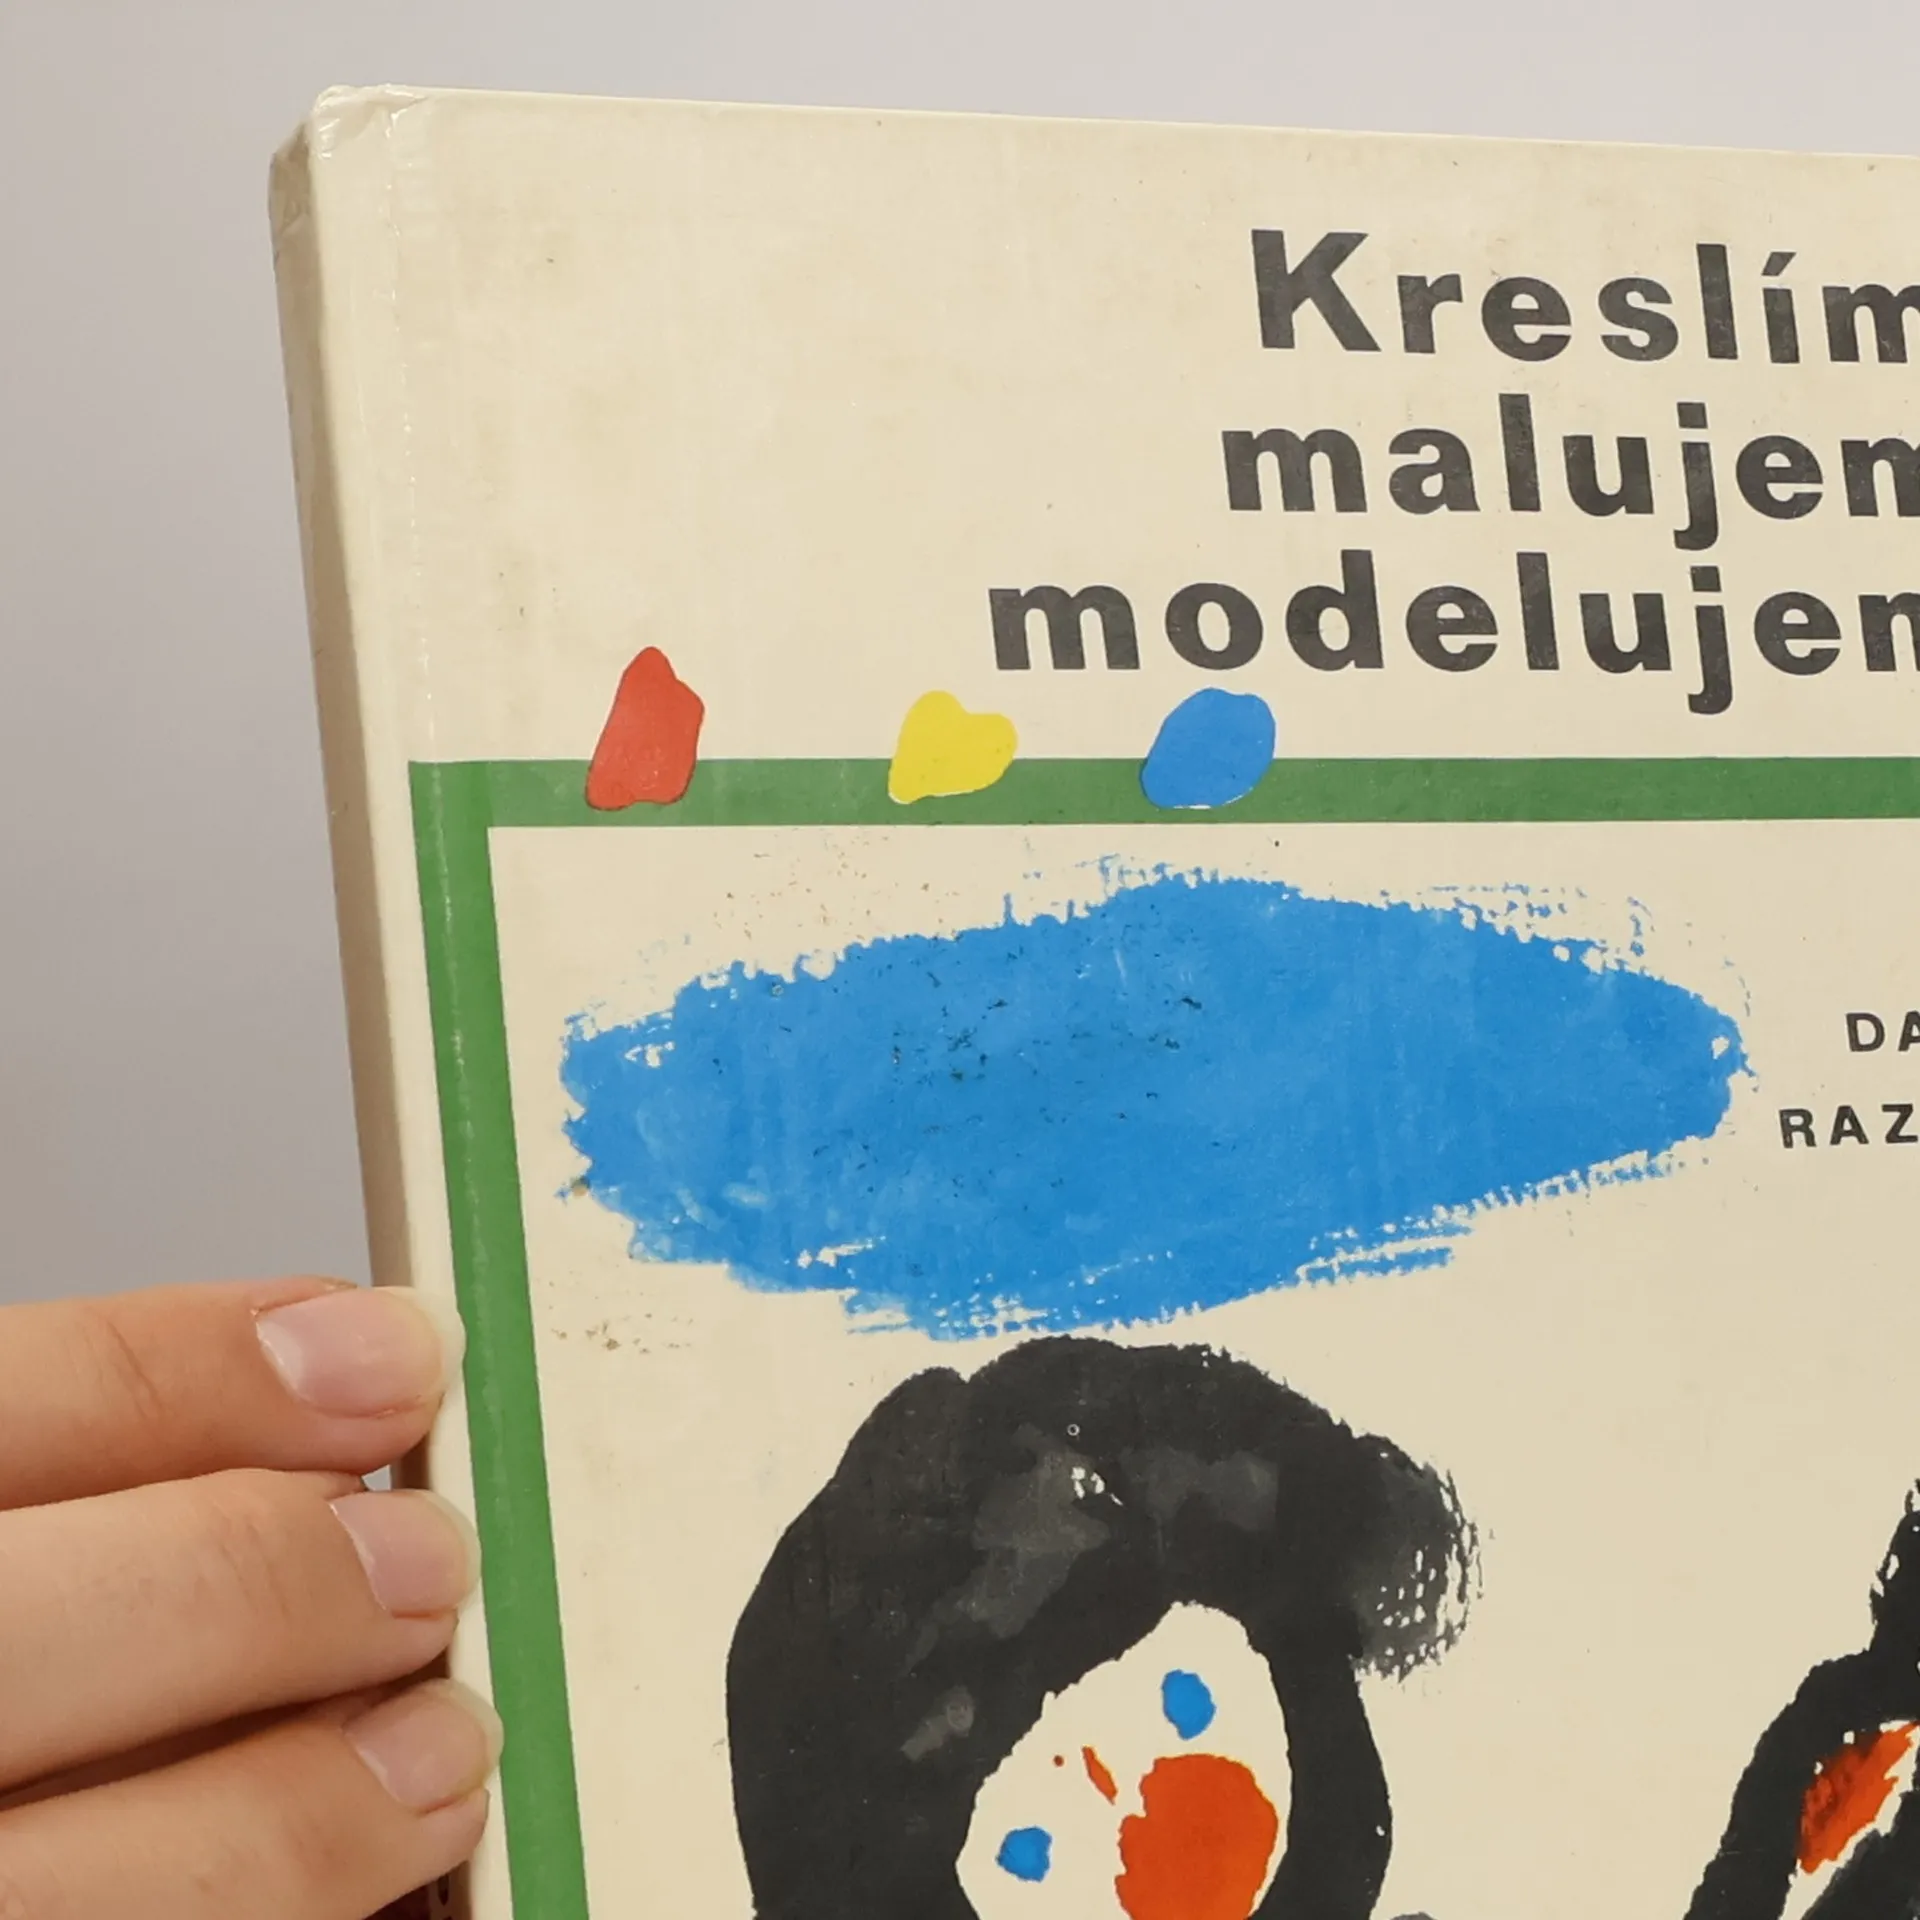 Kreslím
malujem
modelujem
DA
RAZ